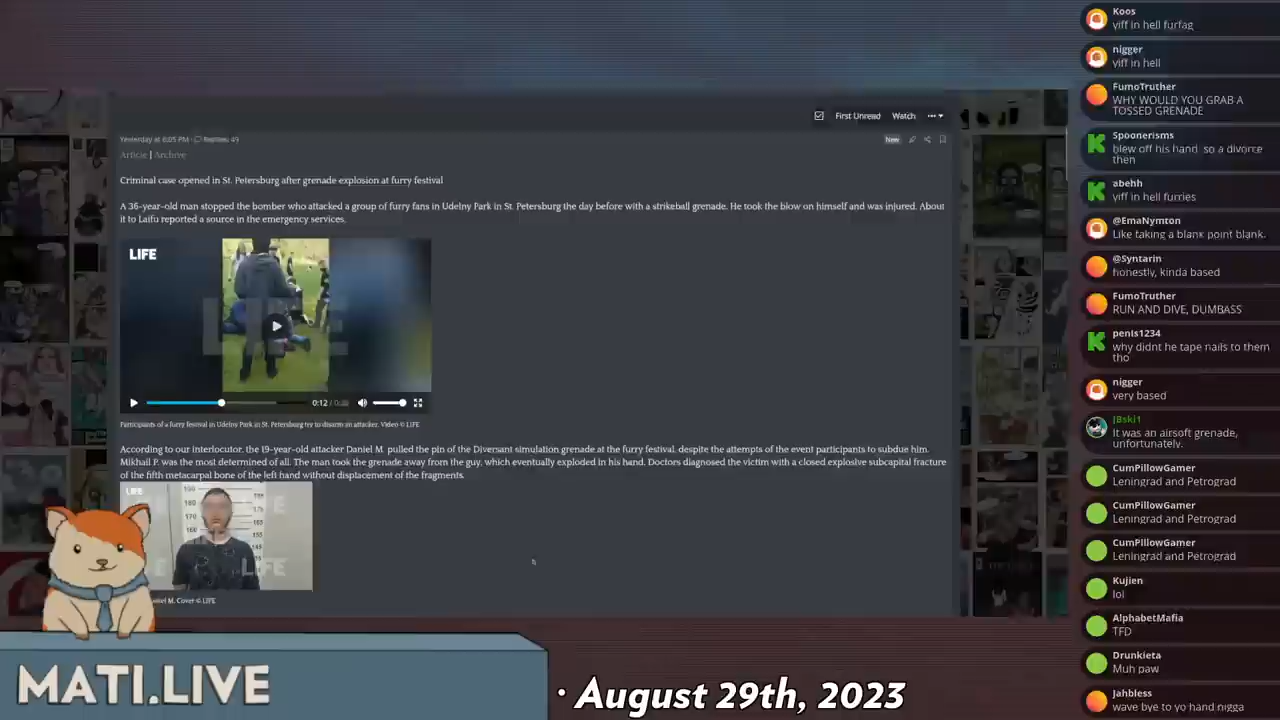 First Unread Watch
Yesterday at 6:05 PM · Replies: 49
New
Article | Archive
Criminal case opened in St. Petersburg after grenade explosion at furry festival
A 36-year-old man stopped the bomber who attacked a group of furry fans in Udelny Park in St. Petersburg the day before with a strikeball grenade. He took the blow on himself and was injured. About
it to Laifu reported a source in the emergency services.
LIFE
0:12
Participants of a furry festival in Udelny Park in St. Petersburg try to disarm an attacker. Video © LIFE
According to our interlocutor, the 19-year-old attacker Daniel M. pulled the pin of the Diversant simulation grenade at the furry festival, despite the attempts of the event participants to subdue him.
Mikhail P. was the most determined of all. The man took the grenade away from the guy, which eventually exploded in his hand. Doctors diagnosed the victim with a closed explosive subcapital fracture
of the fifth metacarpal bone of the left hand without displacement of the fragments.
LIFE
M. Cover © LIFE
MATI.LIVE
· August 29th, 2023
Koos
yiff in hell furfag
nigger
yiff in hell
FumoTruther
WHY WOULD YOU GRAB A
TOSSED GRENADE
Spoonerisms
blew off his hand so a divorce
then
abehh
yiff in hell furries
@EmaNymton
Like taking a blank point blank.
@Syntarin
honestly, kinda based
FumoTruther
RUN AND DIVE, DUMBASS
penis1234
why didnt he tape nails to them
tho
nigger
very based
JBski1
It was an airsoft grenade,
unfortunately.
CumPillowGamer
Leningrad and Petrograd
CumPillowGamer
Leningrad and Petrograd
CumPillowGamer
Leningrad and Petrograd
Kujien
lol
AlphabetMafia
TFD
Drunkieta
Muh paw
Jahbless
wave bye to yo hand nigga